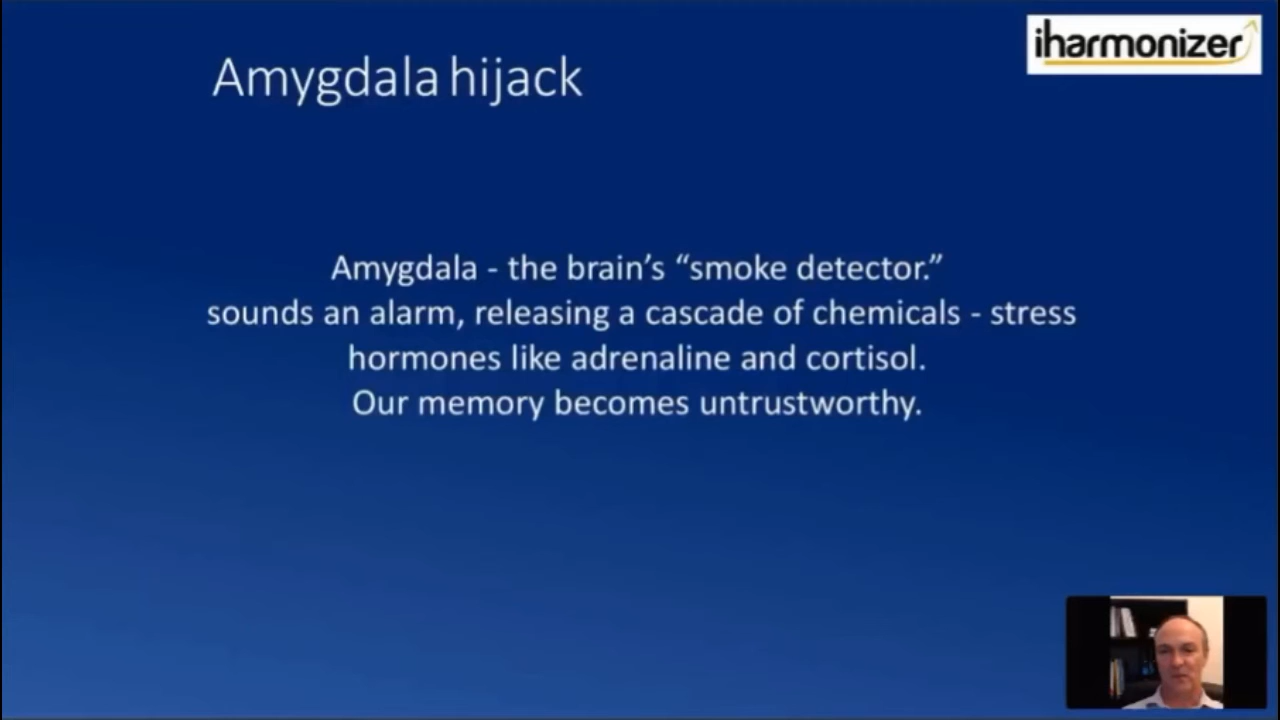 iharmonizer
Amygdala hijack
Amygdala - the brain’s “smoke detector.”
sounds an alarm, releasing a cascade of chemicals - stress
hormones like adrenaline and cortisol.
Our memory becomes untrustworthy.